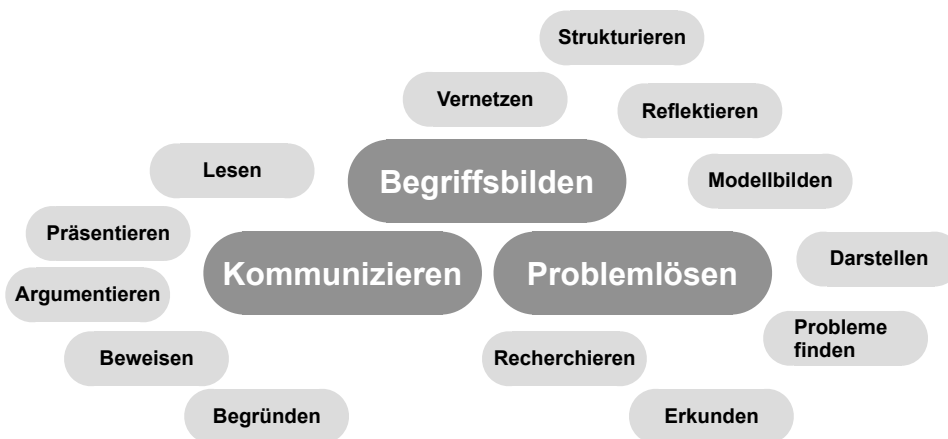 Strukturieren
Vernetzen
Reflektieren
Lesen
Begriffsbilden
Modellbilden
Präsentieren
Kommunizieren
Problemlösen
Darstellen
Argumentieren
Probleme
finden
Beweisen
Recherchieren
Begründen
Erkunden